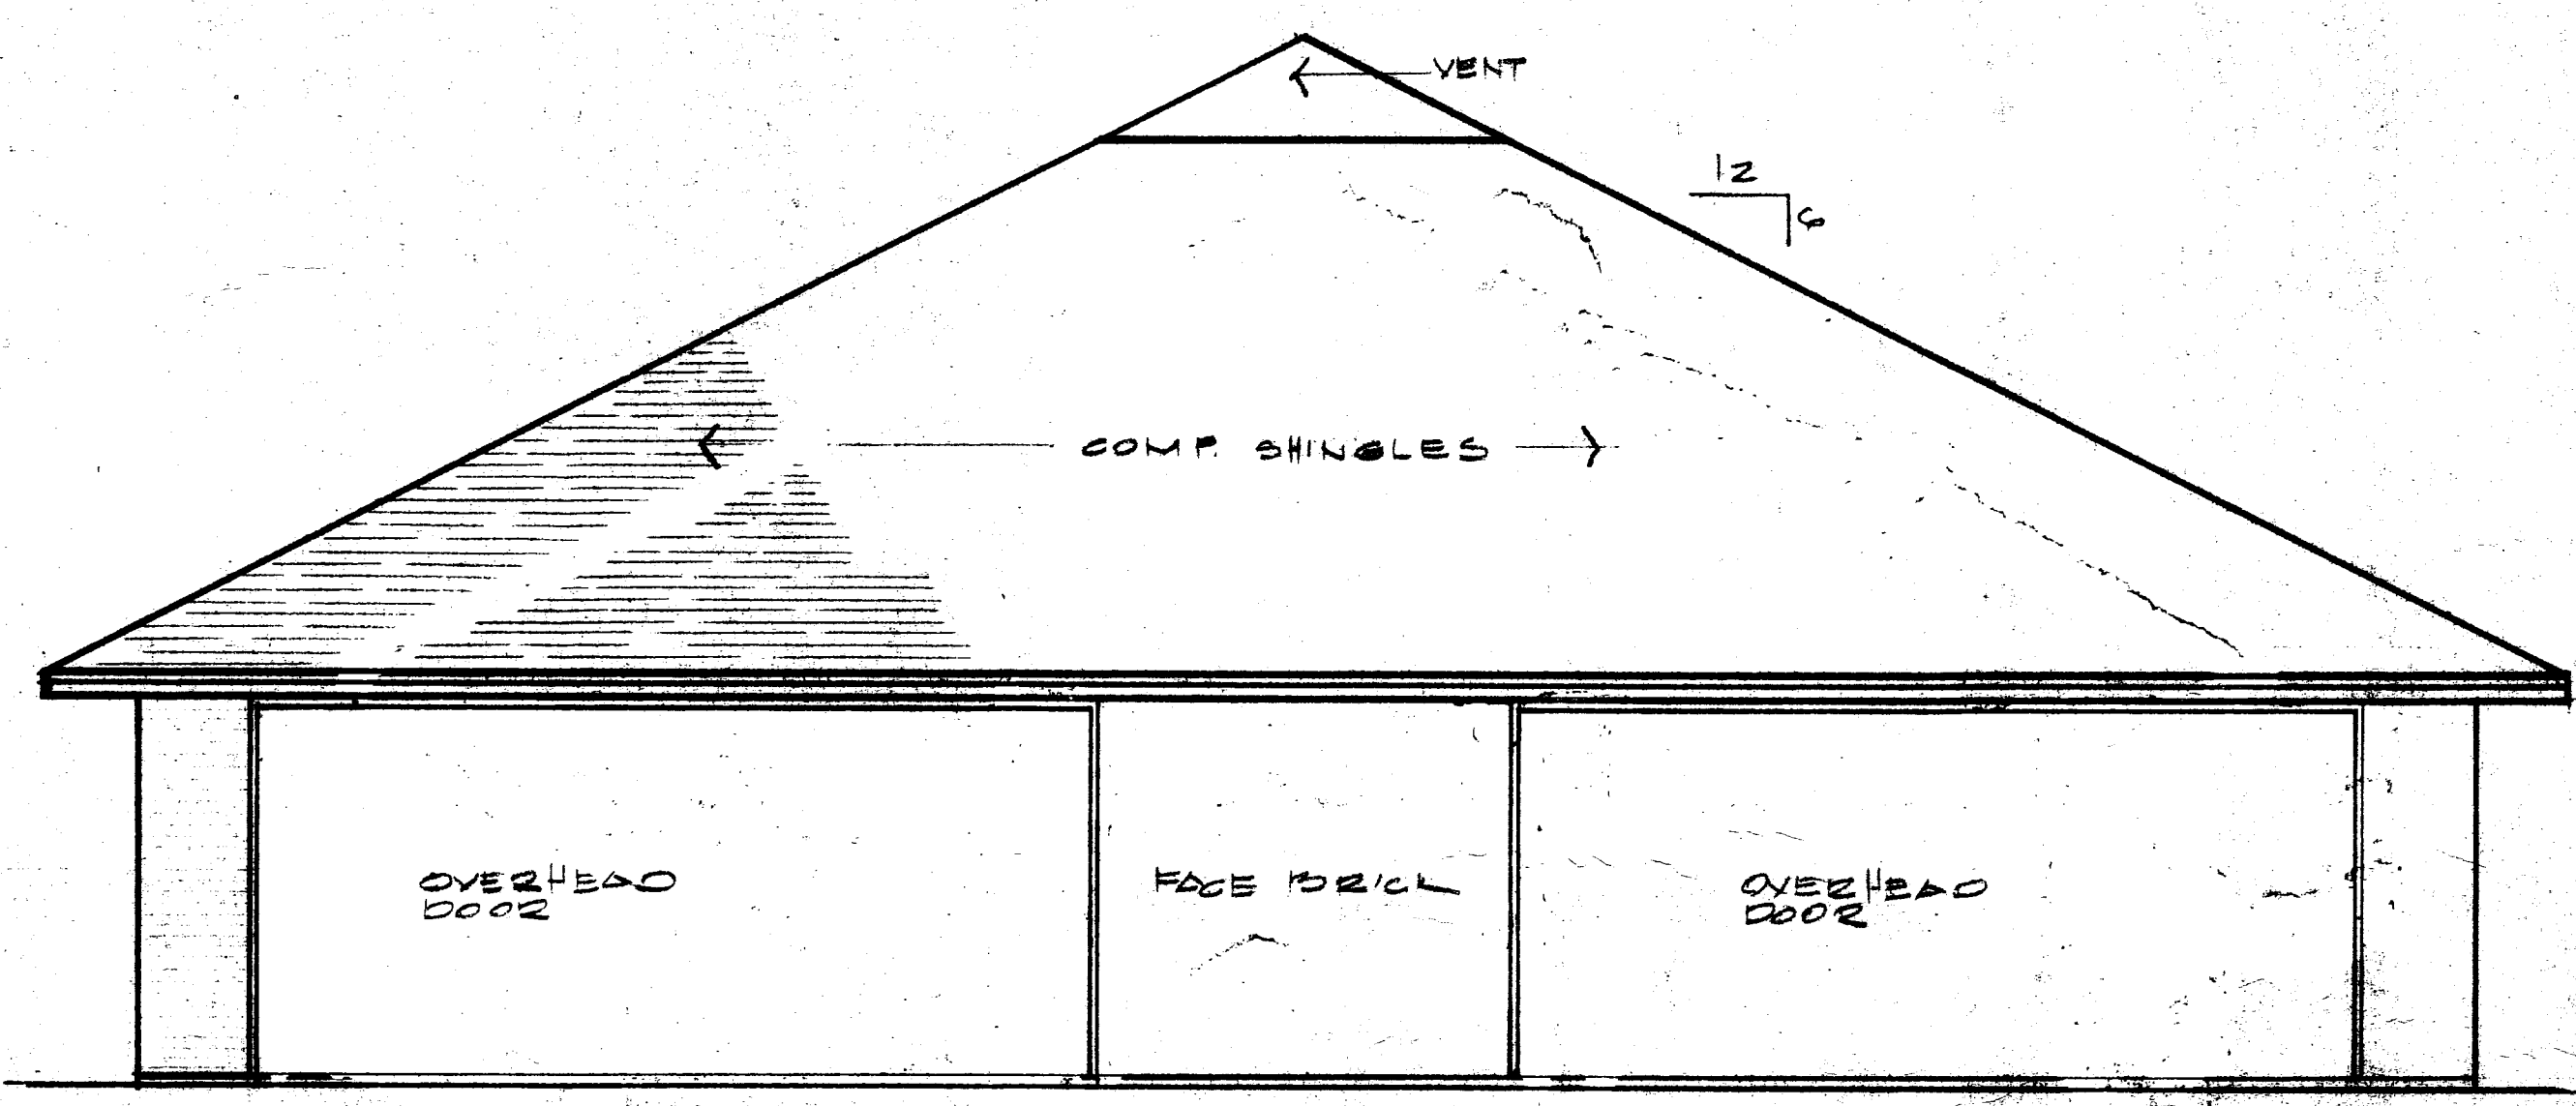 VENT
12
6
COMP. SHINGLES
OVERHEAD
DOOR
FACE BRICK
OVERHEAD
DOOR